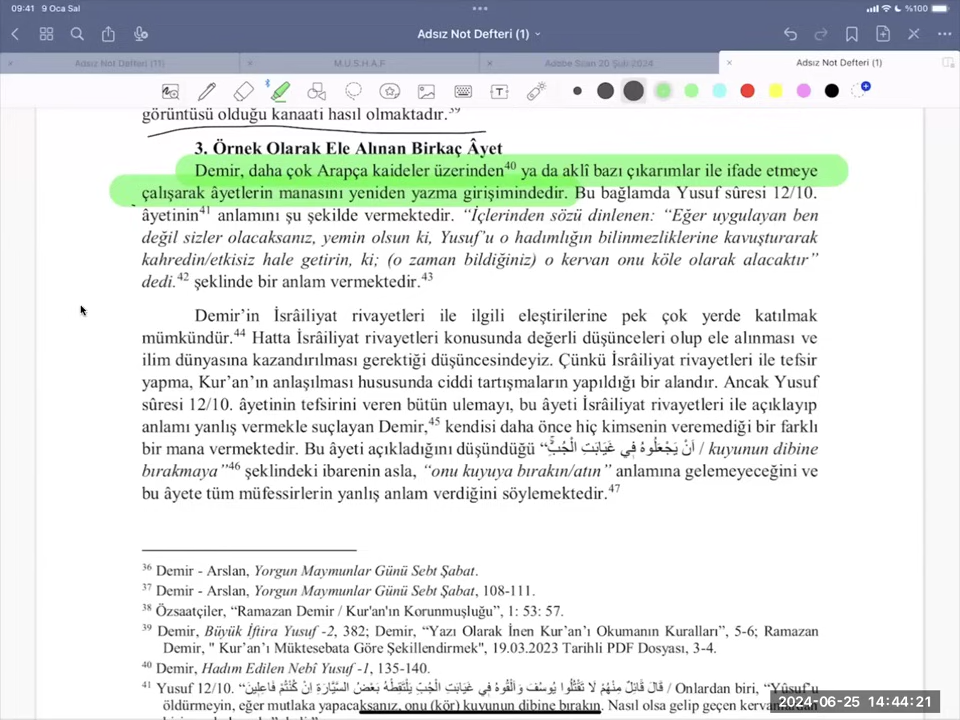 09:41 9 Oca Sal
%100
Adsız Not Defteri (1)
Adsız Not Defteri (11)
M.U.S.H.A.F
Adobe Scan 20 Şub 2024
Adsız Not Defteri (1)
görüntüsü olduğu kanaati hasıl olmaktadır.³⁹
3. Örnek Olarak Ele Alınan Birkaç Âyet
Demir, daha çok Arapça kaideler üzerinden⁴⁰ ya da aklî bazı çıkarımlar ile ifade etmeye
çalışarak âyetlerin manasını yeniden yazma girişimindedir. Bu bağlamda Yusuf sûresi 12/10.
âyetinin⁴¹ anlamını şu şekilde vermektedir. “İçlerinden sözü dinlenen: “Eğer uygulayan ben
değil sizler olacaksanız, yemin olsun ki, Yusuf'u o hadımlığın bilinmezliklerine kavuşturarak
kahredin/etkisiz hale getirin, ki; (o zaman bildiğiniz) o kervan onu köle olarak alacaktır”
dedi.⁴² şeklinde bir anlam vermektedir.⁴³
Demir’in İsrâiliyat rivayetleri ile ilgili eleştirilerine pek çok yerde katılmak
mümkündür.⁴⁴ Hatta İsrâiliyat rivayetleri konusunda değerli düşünceleri olup ele alınması ve
ilim dünyasına kazandırılması gerektiği düşüncesindeyiz. Çünkü İsrâiliyat rivayetleri ile tefsir
yapma, Kur’an’ın anlaşılması hususunda ciddi tartışmaların yapıldığı bir alandır. Ancak Yusuf
sûresi 12/10. âyetinin tefsirini veren bütün ulemayı, bu âyeti İsrâiliyat rivayetleri ile açıklayıp
anlamı yanlış vermekle suçlayan Demir,⁴⁵ kendisi daha önce hiç kimsenin veremediği bir farklı
bir mana vermektedir. Bu âyeti açıkladığını düşündüğü “اَنْ يَجْعَلُوهُ فِي غَيَابَتِ الْجُبِّۚ / kuyunun dibine
bırakmaya”⁴⁶ şeklindeki ibarenin asla, “onu kuyuya bırakın/atın” anlamına gelemeyeceğini ve
bu âyete tüm müfessirlerin yanlış anlam verdiğini söylemektedir.⁴⁷
³⁶ Demir - Arslan, Yorgun Maymunlar Günü Sebt Şabat.
³⁷ Demir - Arslan, Yorgun Maymunlar Günü Sebt Şabat, 108-111.
³⁸ Özsaatçiler, “Ramazan Demir / Kur'an'ın Korunmuşluğu”, 1: 53: 57.
³⁹ Demir, Büyük İftira Yusuf -2, 382; Demir, “Yazı Olarak İnen Kur’an’ı Okumanın Kuralları”, 5-6; Ramazan
Demir, " Kur’an’ı Müktesebata Göre Şekillendirmek", 19.03.2023 Tarihli PDF Dosyası, 3-4.
⁴⁰ Demir, Hadım Edilen Nebî Yusuf -1, 135-140.
⁴¹ Yusuf 12/10. “قَالَ قَائِلٌ مِنْهُمْ لَا تَقْتُلُوا يُوسُفَ وَاَلْقُوهُ فِي غَيَابَتِ الْجُبِّ يَلْتَقِطْهُ بَعْضُ السَّيَّارَةِ اِنْ كُنْتُمْ فَاعِلِينَ / Onlardan biri, “Yûsuf'u
öldürmeyin, eğer mutlaka yapacaksanız, onu (kör) kuyunun dibine bırakın. Nasıl olsa gelip geçen
2024-06-25 14:44:21